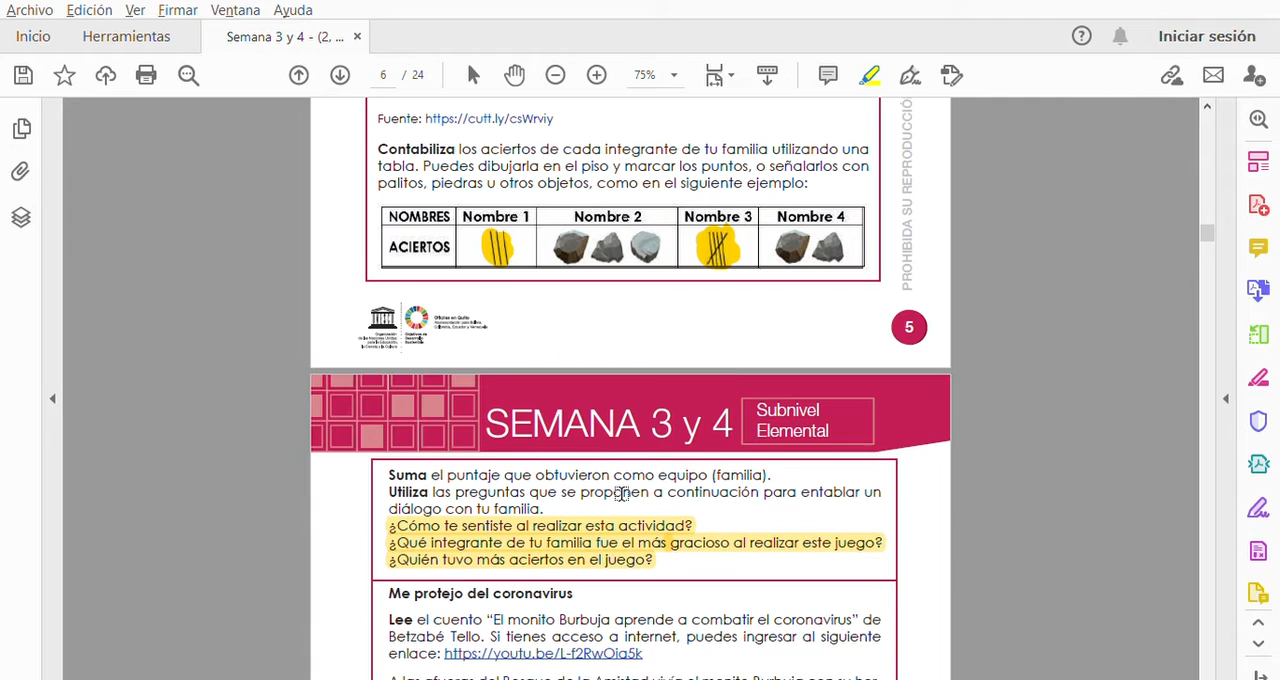 Archivo Edición Ver Firmar Ventana Ayuda
Inicio Herramientas Semana 3 y 4 - (2, ... × Iniciar sesión
6 / 24 75%
Fuente: https://cutt.ly/csWrviy
Contabiliza los aciertos de cada integrante de tu familia utilizando una
tabla. Puedes dibujarla en el piso y marcar los puntos, o señalarlos con
palitos, piedras u otros objetos, como en el siguiente ejemplo:
NOMBRES Nombre 1 Nombre 2 Nombre 3 Nombre 4
ACIERTOS
PROHIBIDA SU REPRODUCCIÓ
5
SEMANA 3 y 4
Subnivel
Elemental
Suma el puntaje que obtuvieron como equipo (familia).
Utiliza las preguntas que se proponen a continuación para entablar un
diálogo con tu familia.
¿Cómo te sentiste al realizar esta actividad?
¿Qué integrante de tu familia fue el más gracioso al realizar este juego?
¿Quién tuvo más aciertos en el juego?
Me protejo del coronavirus
Lee el cuento “El monito Burbuja aprende a combatir el coronavirus” de
Betzabé Tello. Si tienes acceso a internet, puedes ingresar al siguiente
enlace: https://youtu.be/L-f2RwOia5k